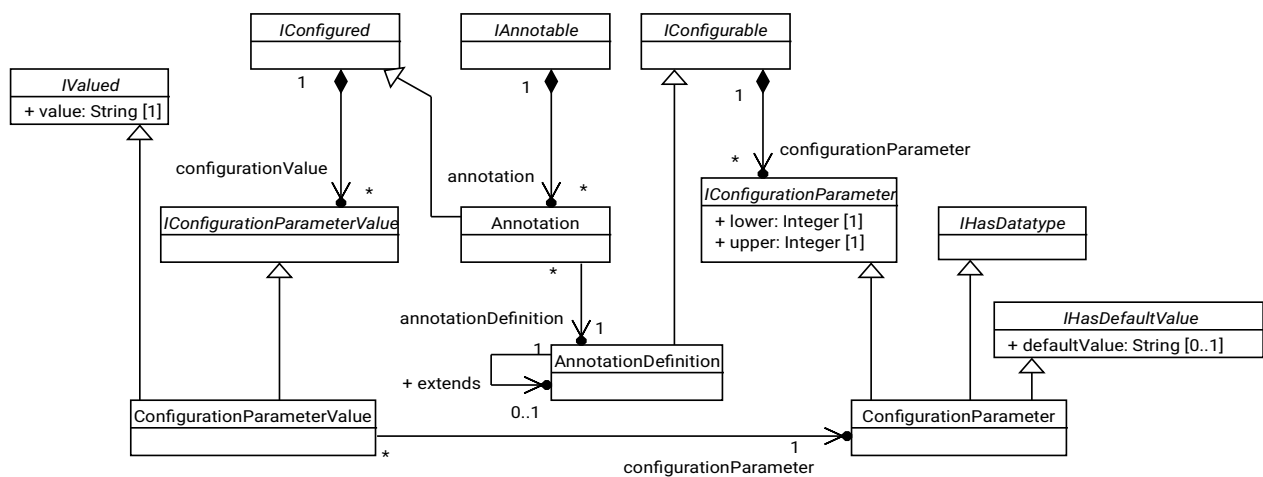 IConfigured
IAnnotable
IConfigurable
IValued
+ value: String [1]
1
1
1
configurationValue
*
annotation
*
*
configurationParameter
IConfigurationParameterValue
Annotation
IConfigurationParameter
+ lower: Integer [1]
+ upper: Integer [1]
IHasDatatype
*
annotationDefinition
1
IHasDefaultValue
+ defaultValue: String [0..1]
1
AnnotationDefinition
+ extends
0..1
ConfigurationParameterValue
ConfigurationParameter
*
1
configurationParameter